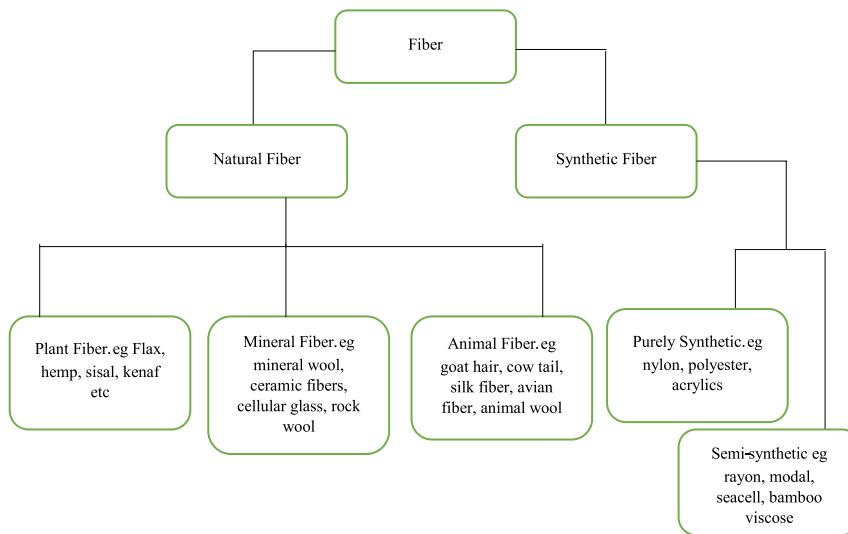 Fiber
Natural Fiber
Synthetic Fiber
Plant Fiber.eg Flax,
hemp, sisal, kenaf
etc
Mineral Fiber.eg
mineral wool,
ceramic fibers,
cellular glass, rock
wool
Animal Fiber.eg
goat hair, cow tail,
silk fiber, avian
fiber, animal wool
Purely Synthetic.eg
nylon, polyester,
acrylics
Semi-synthetic eg
rayon, modal,
seacell, bamboo
viscose